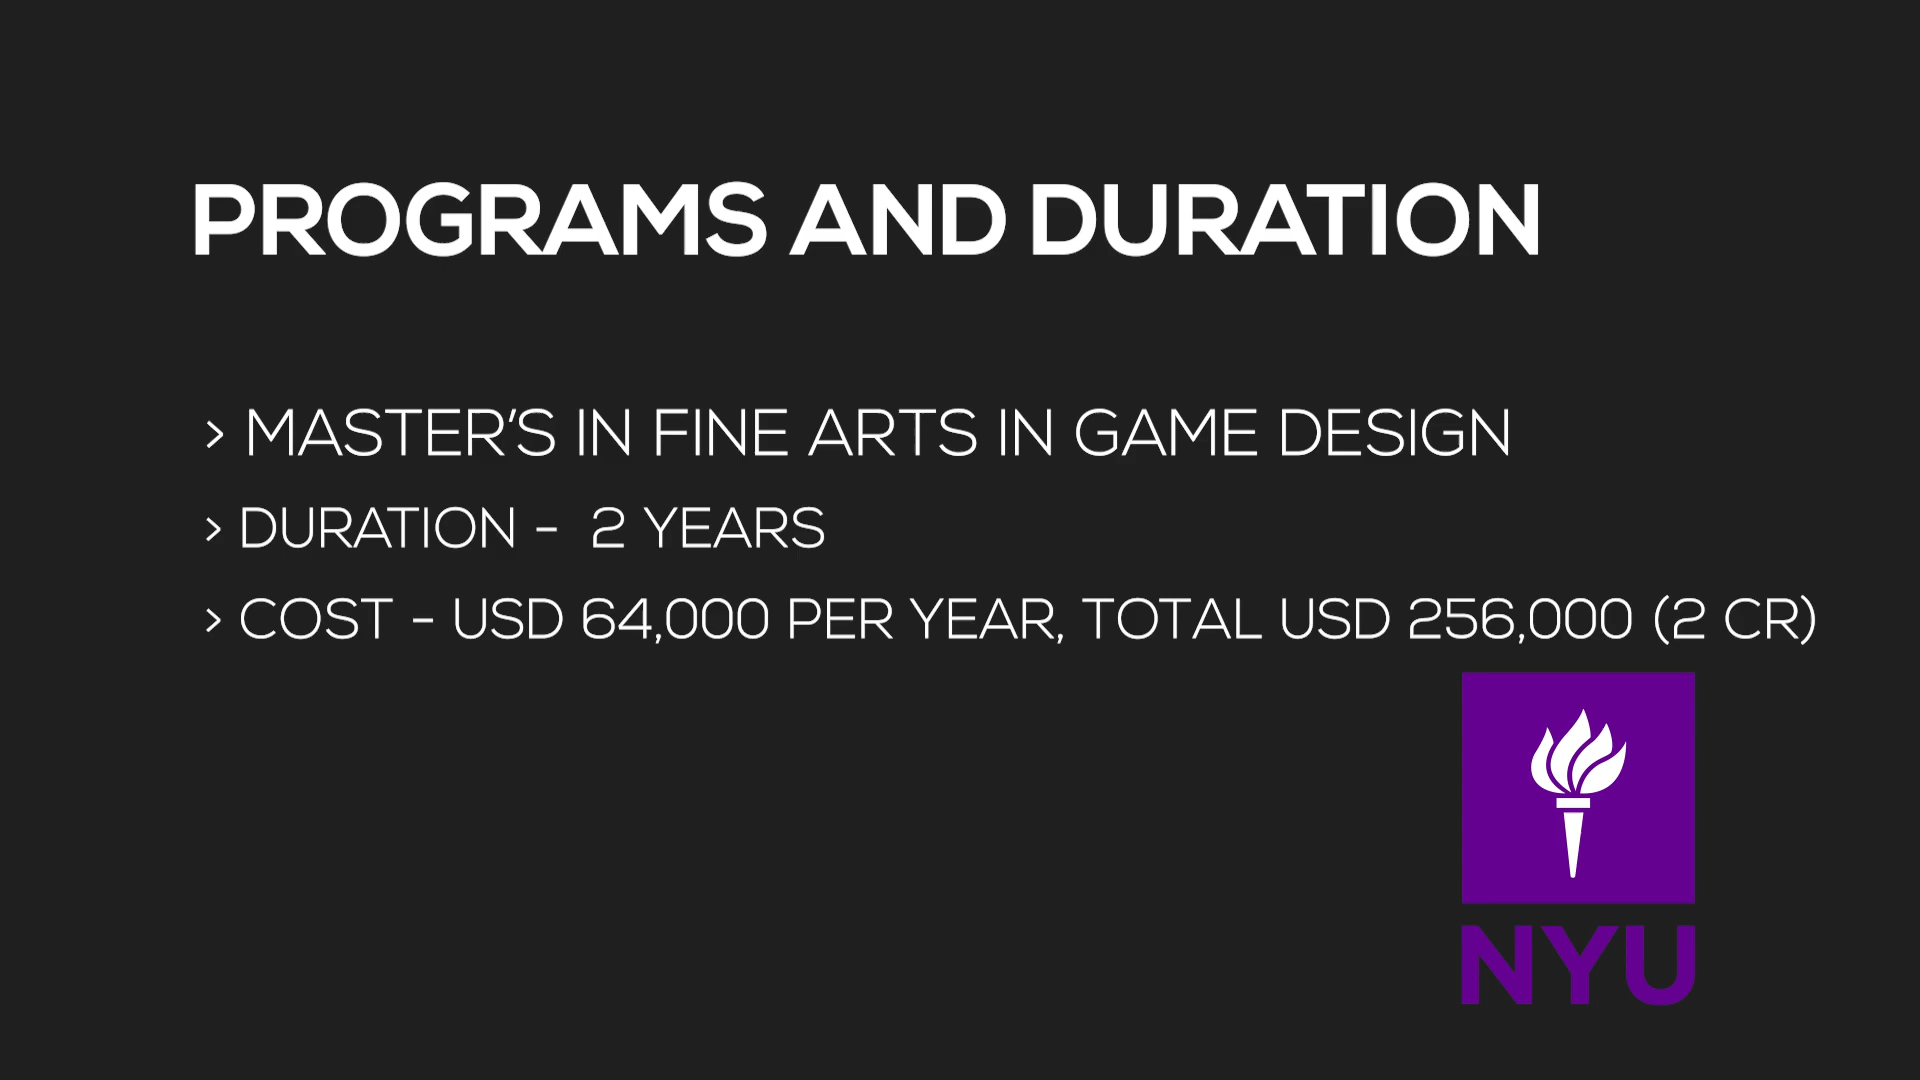 PROGRAMS AND DURATION
> MASTER'S IN FINE ARTS IN GAME DESIGN
> DURATION - 2 YEARS
> COST - USD 64,000 PER YEAR, TOTAL USD 256,000 (2 CR)
NYU